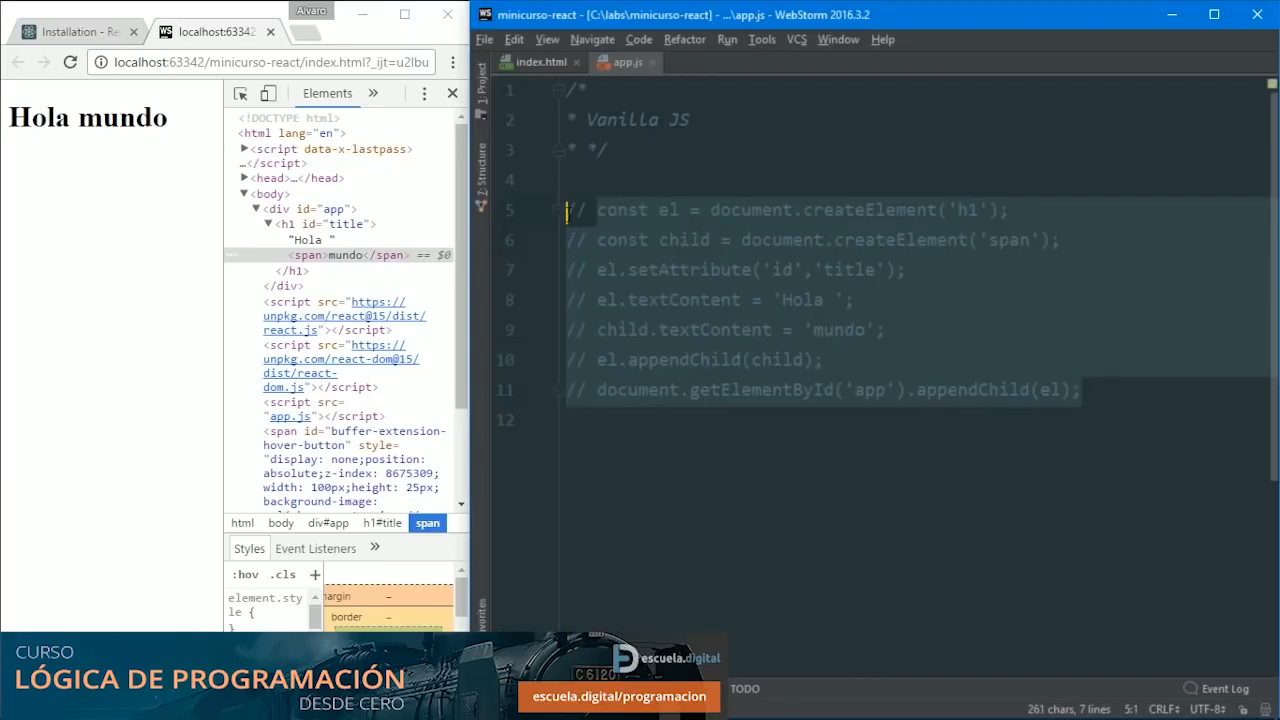 Alvaro
Installation - Re
localhost:63342
localhost:63342/minicurso-react/index.html?_ijt=u2lbu
Hola mundo
Elements
<!DOCTYPE html>
<html lang="en">
<script data-x-lastpass>
…</script>
<head>…</head>
<body>
<div id="app">
<h1 id="title">
"Hola "
<span>mundo</span> == $0
</h1>
</div>
<script src="https://
unpkg.com/react@15/dist/
react.js"></script>
<script src="https://
unpkg.com/react-dom@15/
dist/react-
dom.js"></script>
<script src=
"app.js"></script>
<span id="buffer-extension-
hover-button" style=
"display: none;position:
absolute;z-index: 8675309;
width: 100px;height: 25px;
background-image:
html body div#app h1#title span
Styles Event Listeners
:hov .cls +
element.sty
le {
}
margin –
border –
WS minicurso-react - [C:\labs\minicurso-react] - ...\app.js - WebStorm 2016.3.2
File Edit View Navigate Code Refactor Run Tools VCS Window Help
index.html app.js
1: Project
7: Structure
1 /*
2 * Vanilla JS
3 * */
4
5 // const el = document.createElement('h1');
6 // const child = document.createElement('span');
7 // el.setAttribute('id','title');
8 // el.textContent = 'Hola ';
9 // child.textContent = 'mundo';
10 // el.appendChild(child);
11 // document.getElementById('app').appendChild(el);
12
TODO
Event Log
261 chars, 7 lines 5:1 CRLF÷ UTF-8÷
CURSO
LÓGICA DE PROGRAMACIÓN
DESDE CERO
C6120
escuela.digital
escuela.digital/programacion